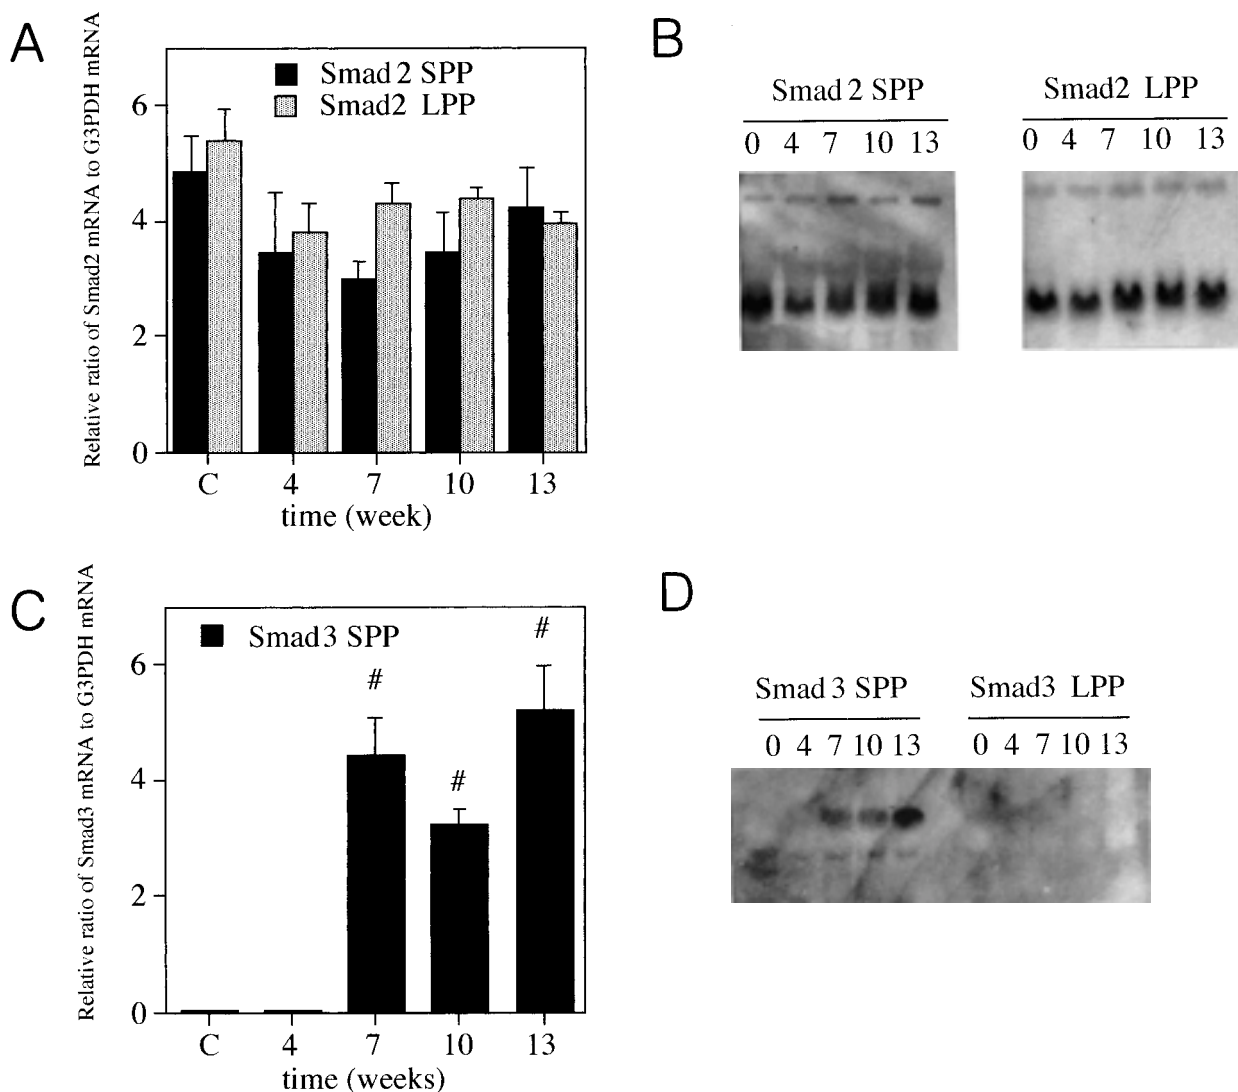 A
Relative ratio of Smad2 mRNA to G3PDH mRNA
Smad 2 SPP
Smad2 LPP
6
4
2
0
C 4 7 10 13
time (week)
B
Smad 2 SPP
0 4 7 10 13
Smad2 LPP
0 4 7 10 13
C
Relative ratio of Smad3 mRNA to G3PDH mRNA
Smad3 SPP
6
4
2
0
# # #
C 4 7 10 13
time (weeks)
D
Smad 3 SPP
0 4 7 10 13
Smad3 LPP
0 4 7 10 13